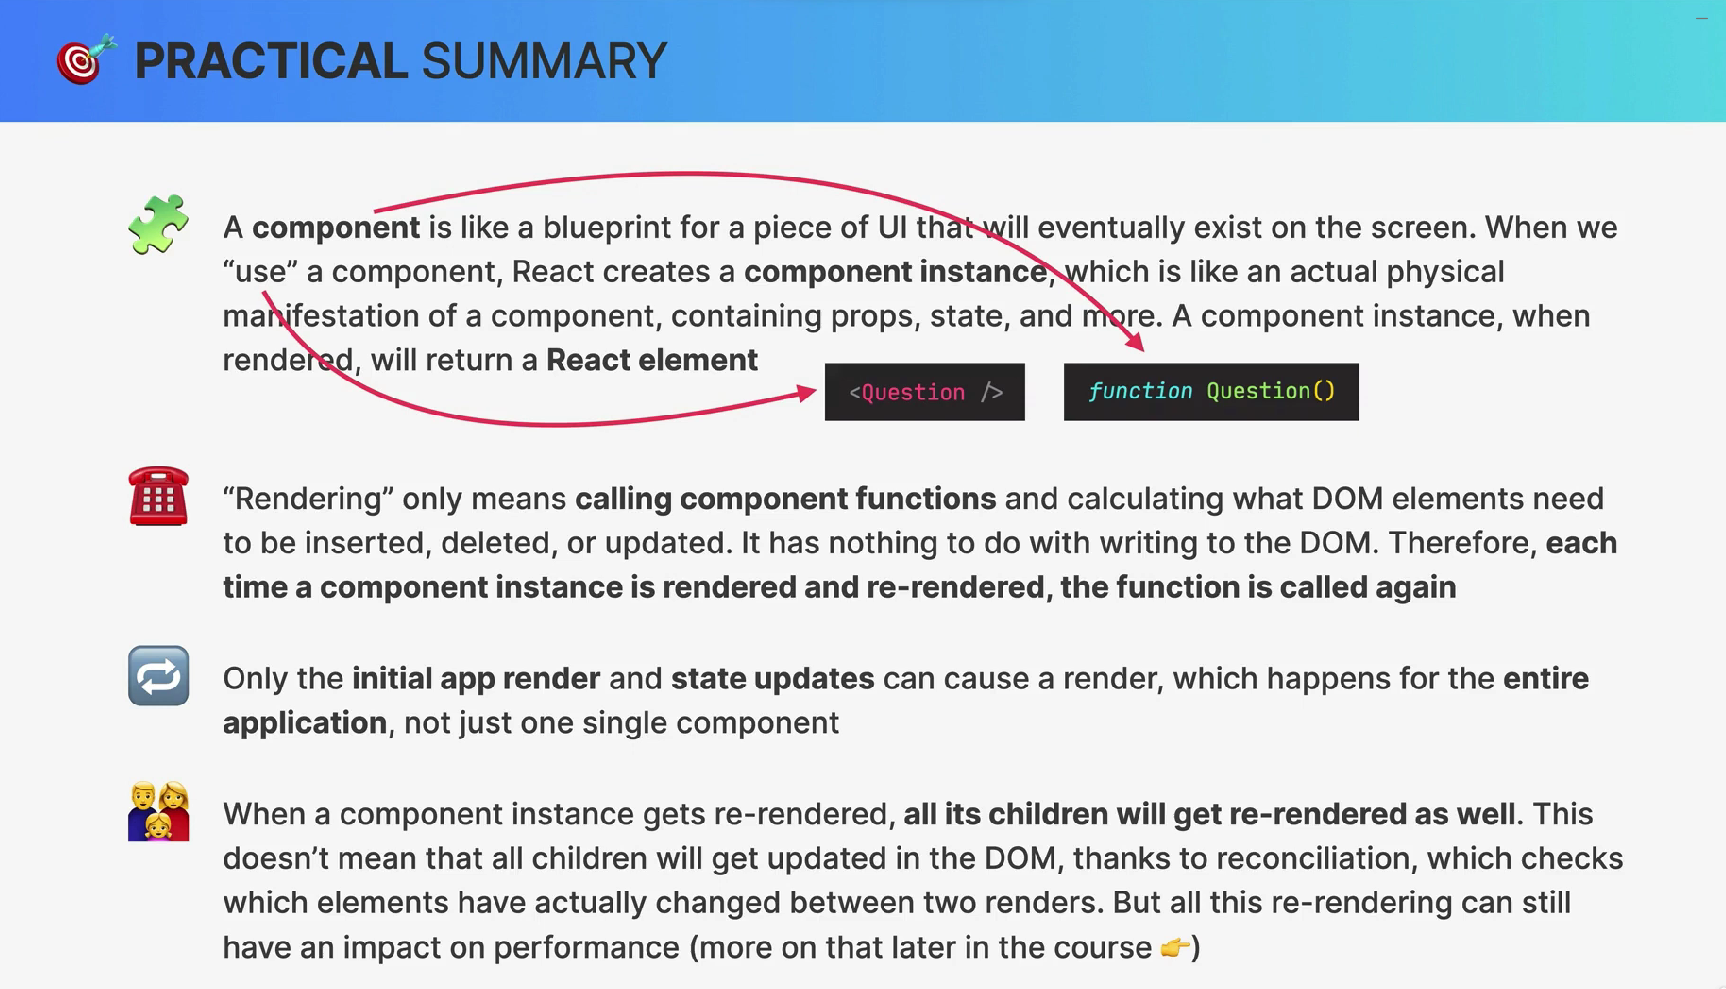 PRACTICAL SUMMARY
A component is like a blueprint for a piece of UI that will eventually exist on the screen. When we
“use” a component, React creates a component instance, which is like an actual physical
manifestation of a component, containing props, state, and more. A component instance, when
rendered, will return a React element
<Question />
function Question()
“Rendering” only means calling component functions and calculating what DOM elements need
to be inserted, deleted, or updated. It has nothing to do with writing to the DOM. Therefore, each
time a component instance is rendered and re-rendered, the function is called again
Only the initial app render and state updates can cause a render, which happens for the entire
application, not just one single component
When a component instance gets re-rendered, all its children will get re-rendered as well. This
doesn’t mean that all children will get updated in the DOM, thanks to reconciliation, which checks
which elements have actually changed between two renders. But all this re-rendering can still
have an impact on performance (more on that later in the course 👉)